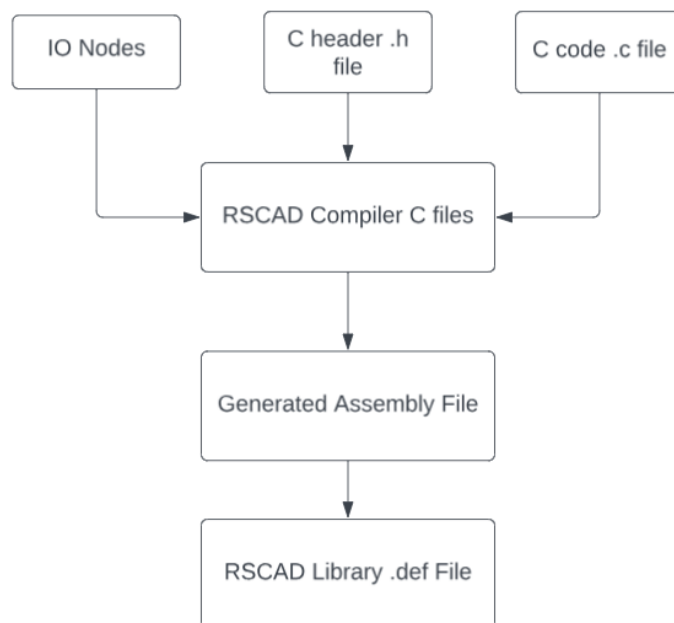 IO Nodes
C header .h
file
C code .c file
RSCAD Compiler C files
Generated Assembly File
RSCAD Library .def File